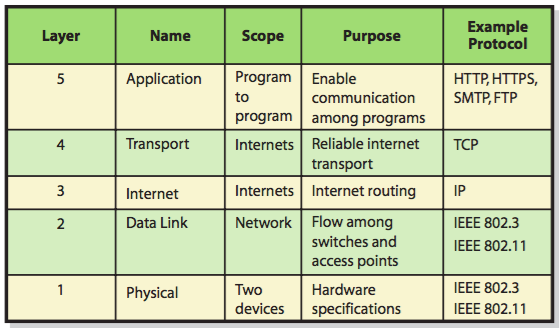 Layer Name Scope Purpose Example Protocol
5 Application Program to program Enable communication among programs HTTP, HTTPS, SMTP, FTP
4 Transport Internets Reliable internet transport TCP
3 Internet Internets Internet routing IP
2 Data Link Network Flow among switches and access points IEEE 802.3 IEEE 802.11
1 Physical Two devices Hardware specifications IEEE 802.3 IEEE 802.11